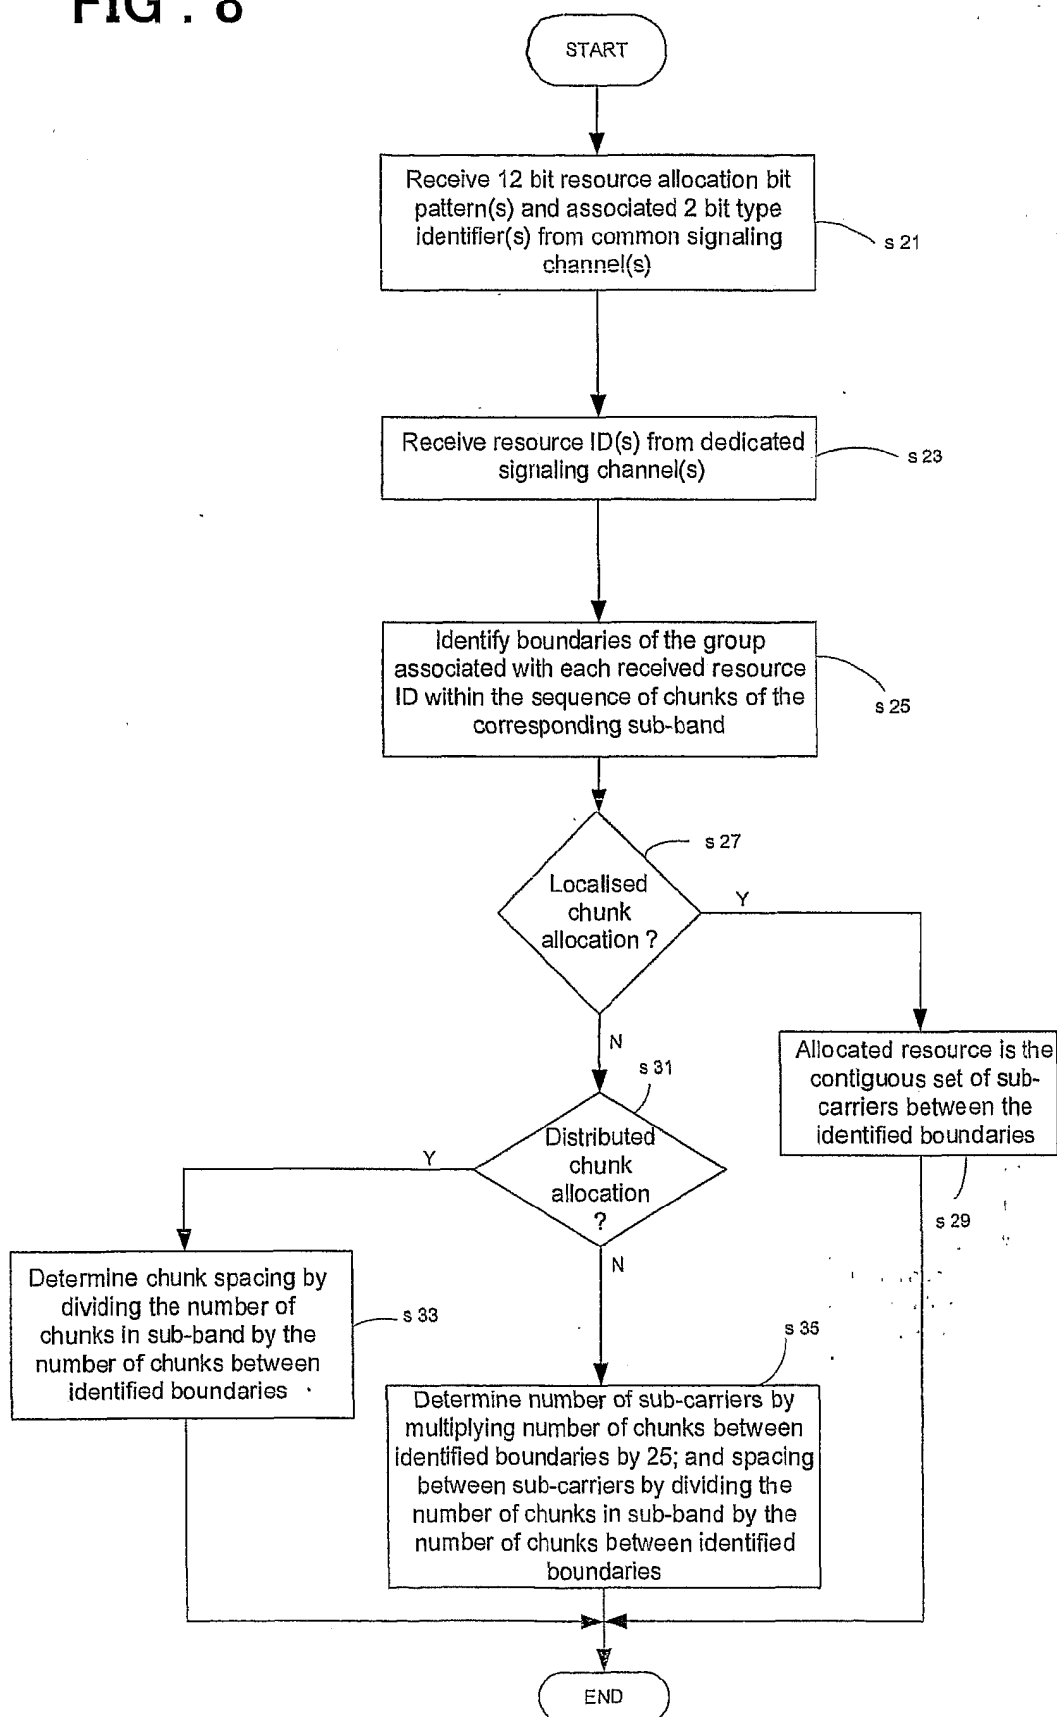 FIG . 8
START
Receive 12 bit resource allocation bit
pattern(s) and associated 2 bit type
identifier(s) from common signaling
channel(s)
s 21
Receive resource ID(s) from dedicated
signaling channel(s)
s 23
Identify boundaries of the group
associated with each received resource
ID within the sequence of chunks of the
corresponding sub-band
s 25
s 27
Localised
chunk
allocation ?
Y
N
Allocated resource is the
contiguous set of sub-
carriers between the
identified boundaries
s 29
s 31
Distributed
chunk
allocation
?
Y
N
Determine chunk spacing by
dividing the number of
chunks in sub-band by the
number of chunks between
identified boundaries
s 33
s 35
Determine number of sub-carriers by
multiplying number of chunks between
identified boundaries by 25; and spacing
between sub-carriers by dividing the
number of chunks in sub-band by the
number of chunks between identified
boundaries
END